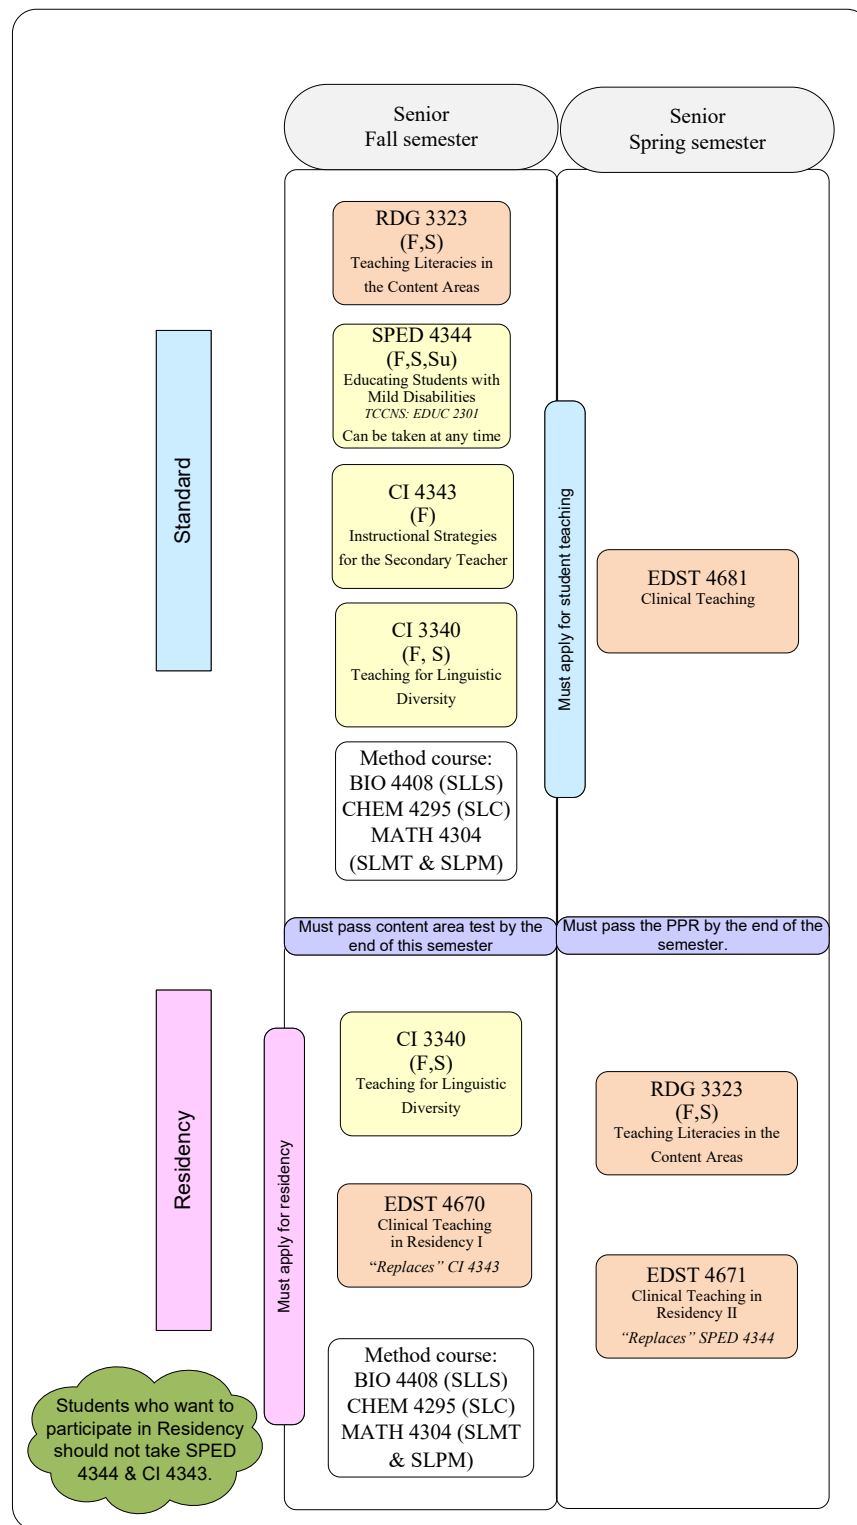 Senior
Fall semester
Senior
Spring semester
Standard
RDG 3323
(F,S)
Teaching Literacies in
the Content Areas
SPED 4344
(F,S,Su)
Educating Students with
Mild Disabilities
TCCNS: EDUC 2301
Can be taken at any time
CI 4343
(F)
Instructional Strategies
for the Secondary Teacher
CI 3340
(F, S)
Teaching for Linguistic
Diversity
Method course:
BIO 4408 (SLLS)
CHEM 4295 (SLC)
MATH 4304
(SLMT & SLPM)
Must apply for student teaching
EDST 4681
Clinical Teaching
Must pass content area test by the
end of this semester
Must pass the PPR by the end of the
semester.
Residency
Must apply for residency
CI 3340
(F,S)
Teaching for Linguistic
Diversity
EDST 4670
Clinical Teaching
in Residency I
“Replaces” CI 4343
Method course:
BIO 4408 (SLLS)
CHEM 4295 (SLC)
MATH 4304 (SLMT
& SLPM)
RDG 3323
(F,S)
Teaching Literacies in the
Content Areas
EDST 4671
Clinical Teaching in
Residency II
“Replaces” SPED 4344
Students who want to
participate in Residency
should not take SPED
4344 & CI 4343.